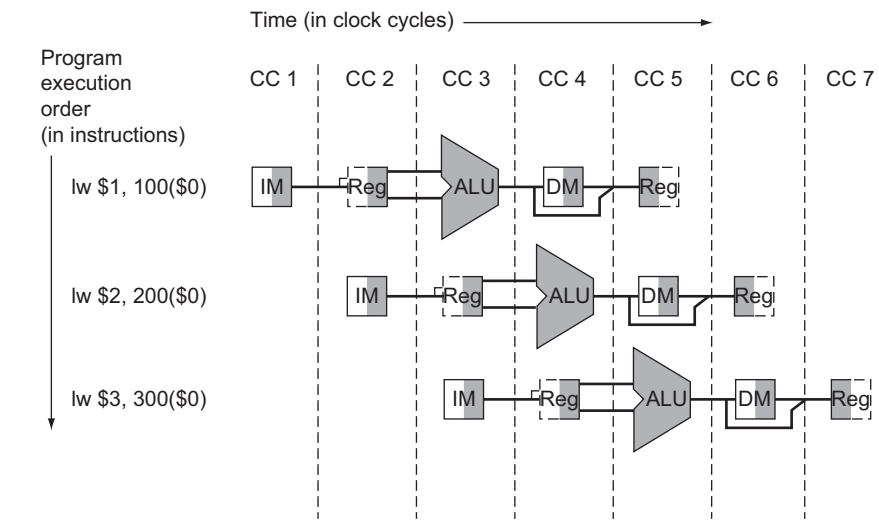 Time (in clock cycles)
Program
execution
order
(in instructions)
CC 1 CC 2 CC 3 CC 4 CC 5 CC 6 CC 7
lw $1, 100($0) IM Reg ALU DM Reg
lw $2, 200($0) IM Reg ALU DM Reg
lw $3, 300($0) IM Reg ALU DM Reg